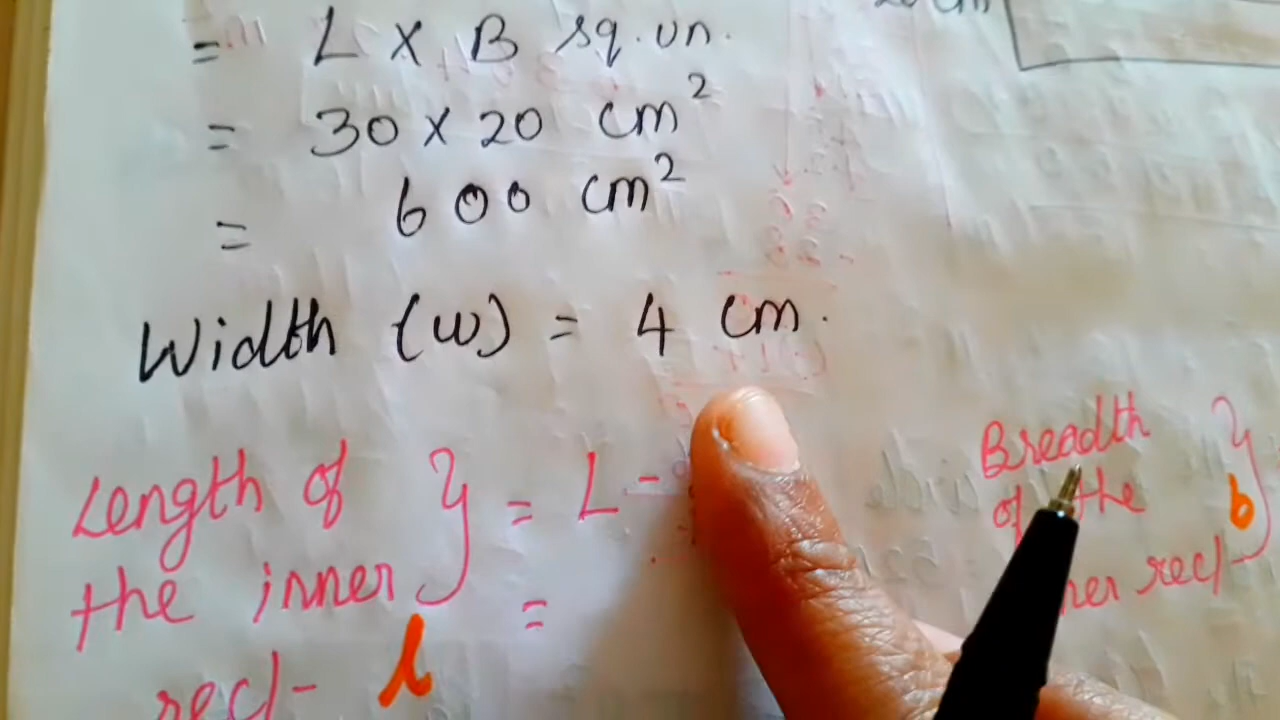 = L X B sq.un.
= 30 x 20 cm²
= 600 cm²
Width (w) = 4 cm.
Length of
the inner } = L -
rect- l =
Breadth
of the } b
rect-